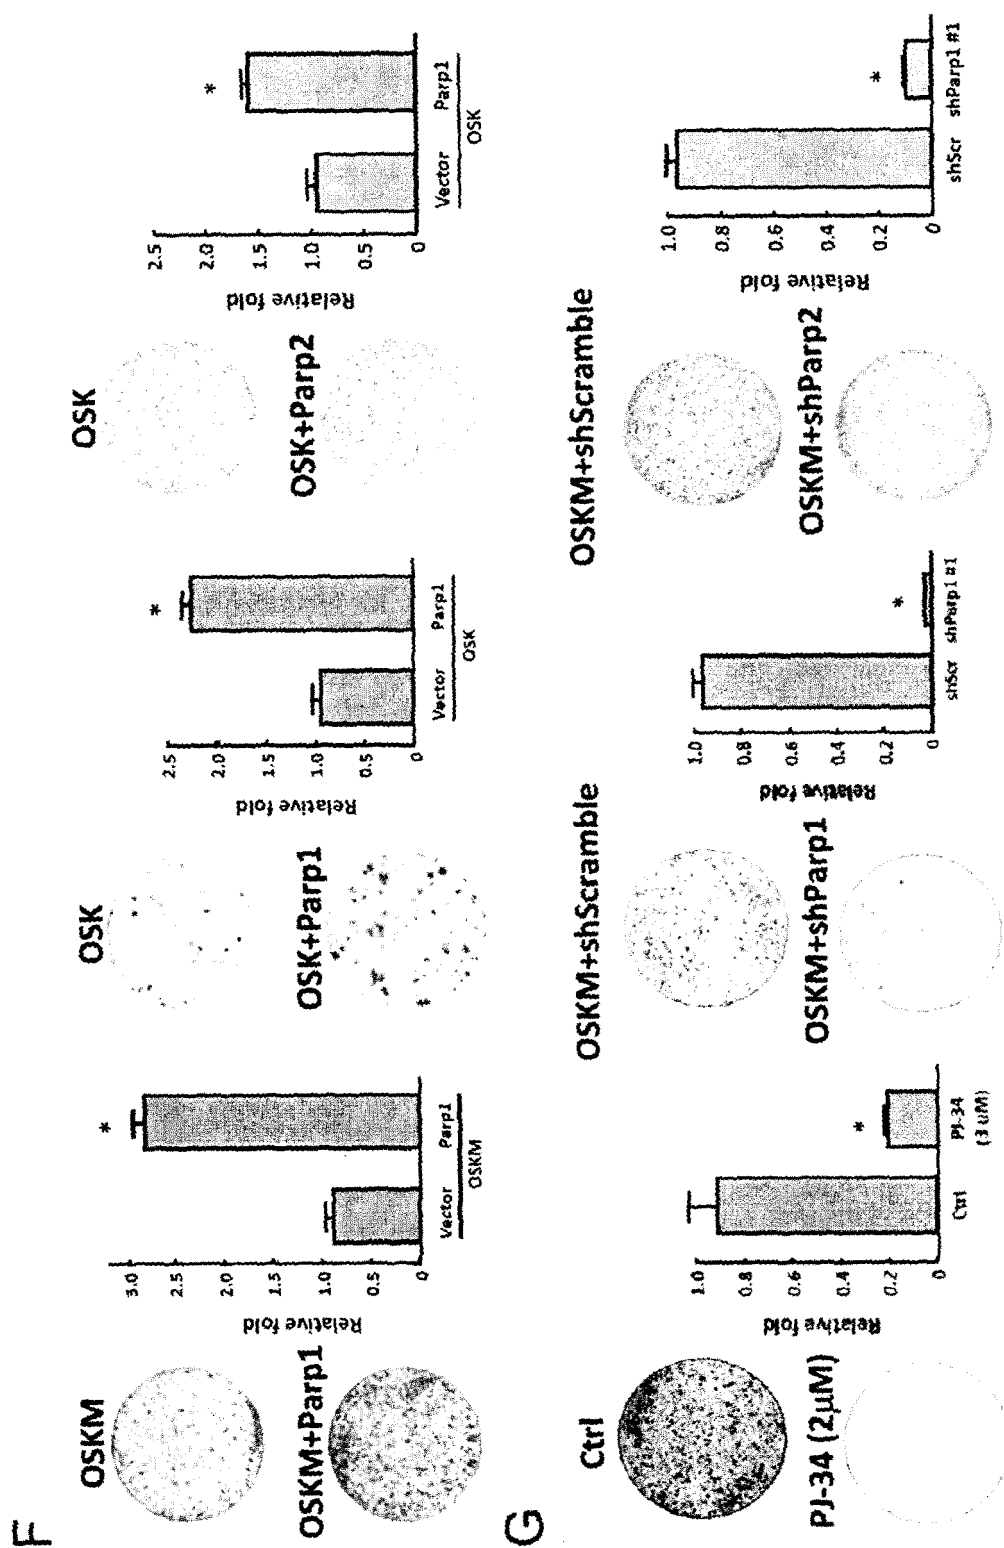 F
OSKM
OSKM+Parp1
Relative fold
3.0
2.5
2.0
1.5
1.0
0.5
0
Vector
Parp1
OSKM
*
OSK
OSK+Parp1
Relative fold
2.5
2.0
1.5
1.0
0.5
0
Vector
Parp1
OSK
*
OSK
OSK+Parp2
Relative fold
2.5
2.0
1.5
1.0
0.5
0
Vector
Parp1
OSK
*
G
Ctrl
PJ-34 (2µM)
Relative fold
1.0
0.8
0.6
0.4
0.2
0
Ctrl
PJ-34
(3 uM)
*
OSKM+shScramble
OSKM+shParp1
Relative fold
1.0
0.8
0.6
0.4
0.2
0
shScr
shParp1 #1
*
OSKM+shScramble
OSKM+shParp2
Relative fold
1.0
0.8
0.6
0.4
0.2
0
shScr
shParp1 #1
*